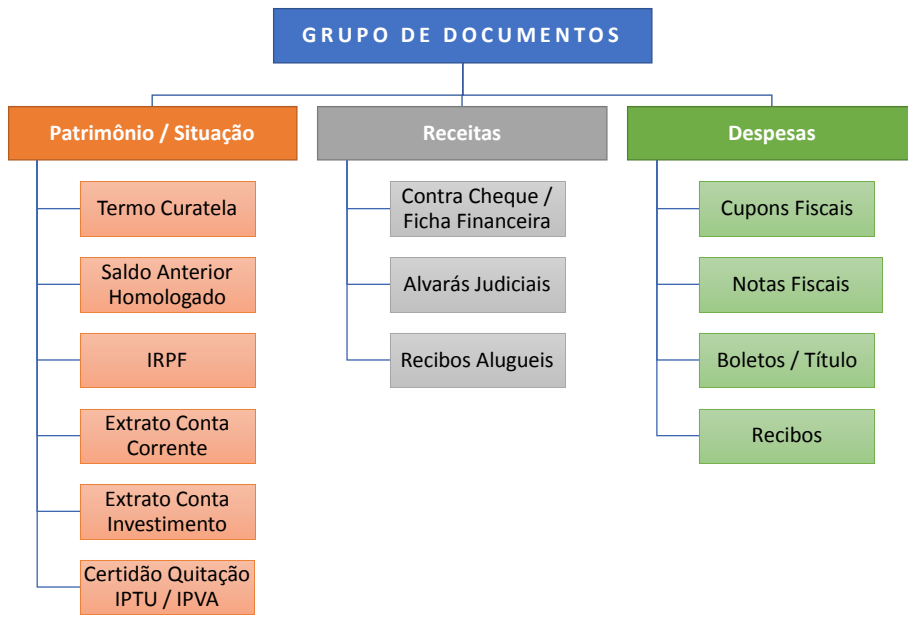 GRUPO DE DOCUMENTOS
Patrimônio / Situação
Termo Curatela
Saldo Anterior
Homologado
IRPF
Extrato Conta
Corrente
Extrato Conta
Investimento
Certidão Quitação
IPTU / IPVA
Receitas
Contra Cheque /
Ficha Financeira
Alvarás Judiciais
Recibos Alugueis
Despesas
Cupons Fiscais
Notas Fiscais
Boletos / Título
Recibos